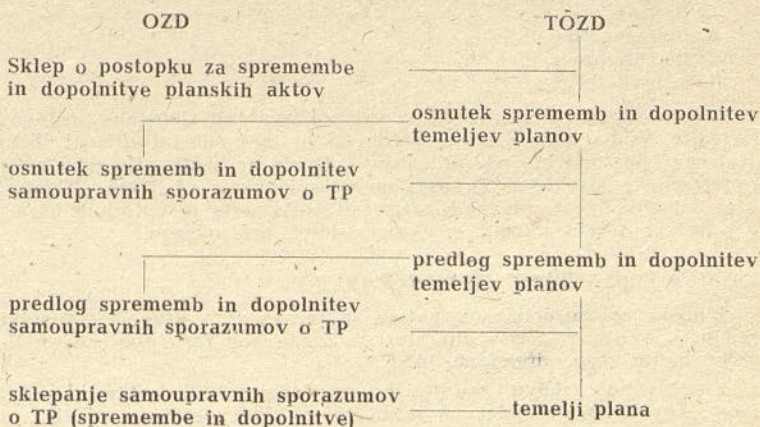 OZD
TOZD
Sklep o postopku za spremembe
in dopolnitve planskih aktov
osnutek sprememb in dopolnitev
temeljev planov
osnutek sprememb in dopolnitev
samoupravnih sporazumov o TP
predlog sprememb in dopolnitev
temeljev planov
predlog sprememb in dopolnitev
samoupravnih sporazumov o TP
sklepanje samoupravnih sporazumov
o TP (spremembe in dopolnitve)
temelji plana